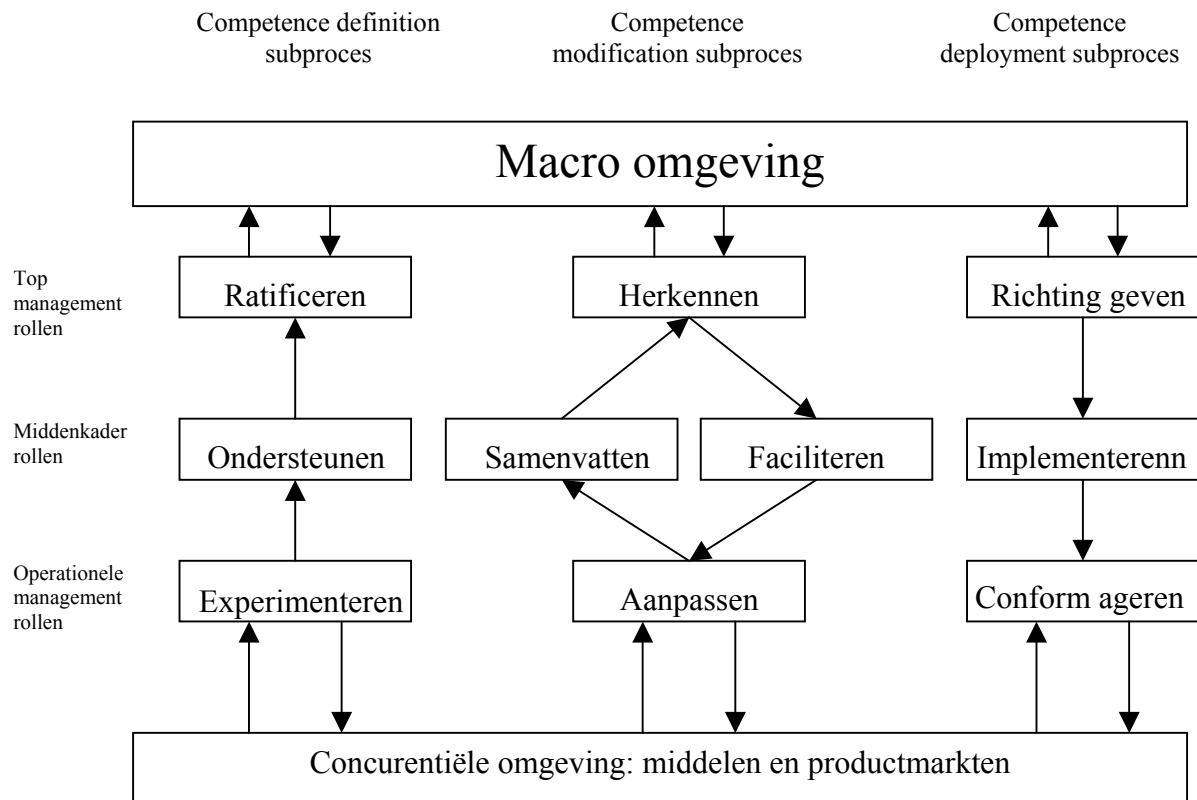 Competence definition
subproces
Competence
modification subproces
Competence
deployment subproces
Macro omgeving
Top
management
rollen
Ratificeren
Herkennen
Richting geven
Middenkader
rollen
Ondersteunen
Samenvatten
Faciliteren
Implementerenn
Operationele
management
rollen
Experimenteren
Aanpassen
Conform ageren
Concurentiële omgeving: middelen en productmarkten